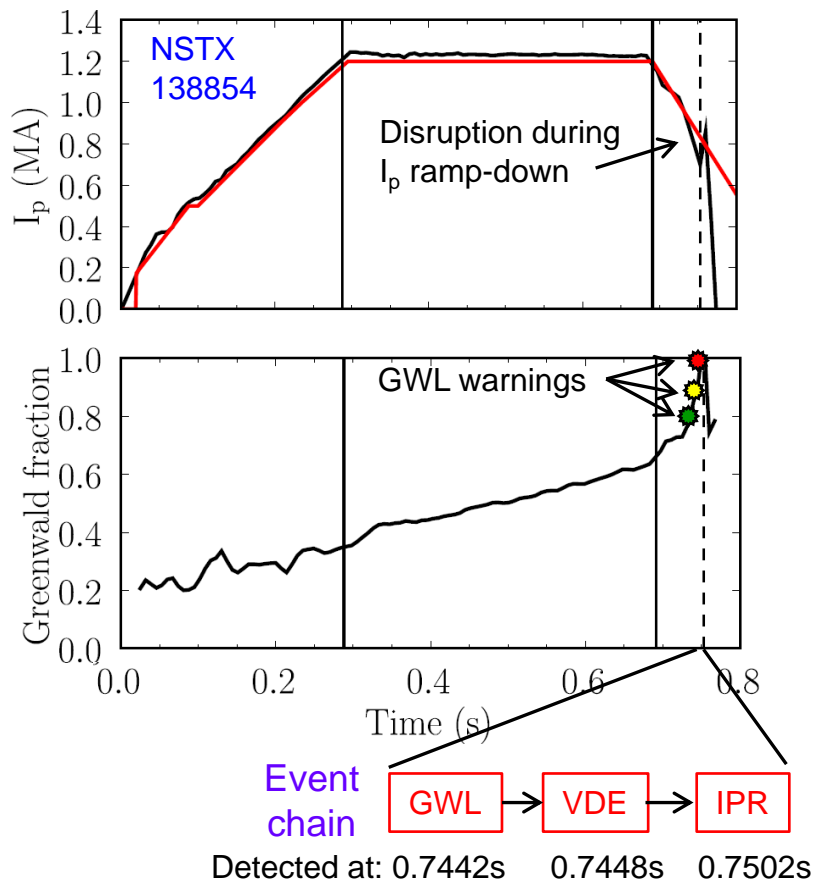 1.4
1.2
1.0
0.8
0.6
0.4
0.2
0.0
I_p (MA)
NSTX
138854
Disruption during
I_p ramp-down
1.0
0.8
0.6
0.4
0.2
0.0
Greenwald fraction
GWL warnings
0.0 0.2 0.4 0.6 0.8
Time (s)
Event
chain
GWL VDE IPR
Detected at: 0.7442s 0.7448s 0.7502s